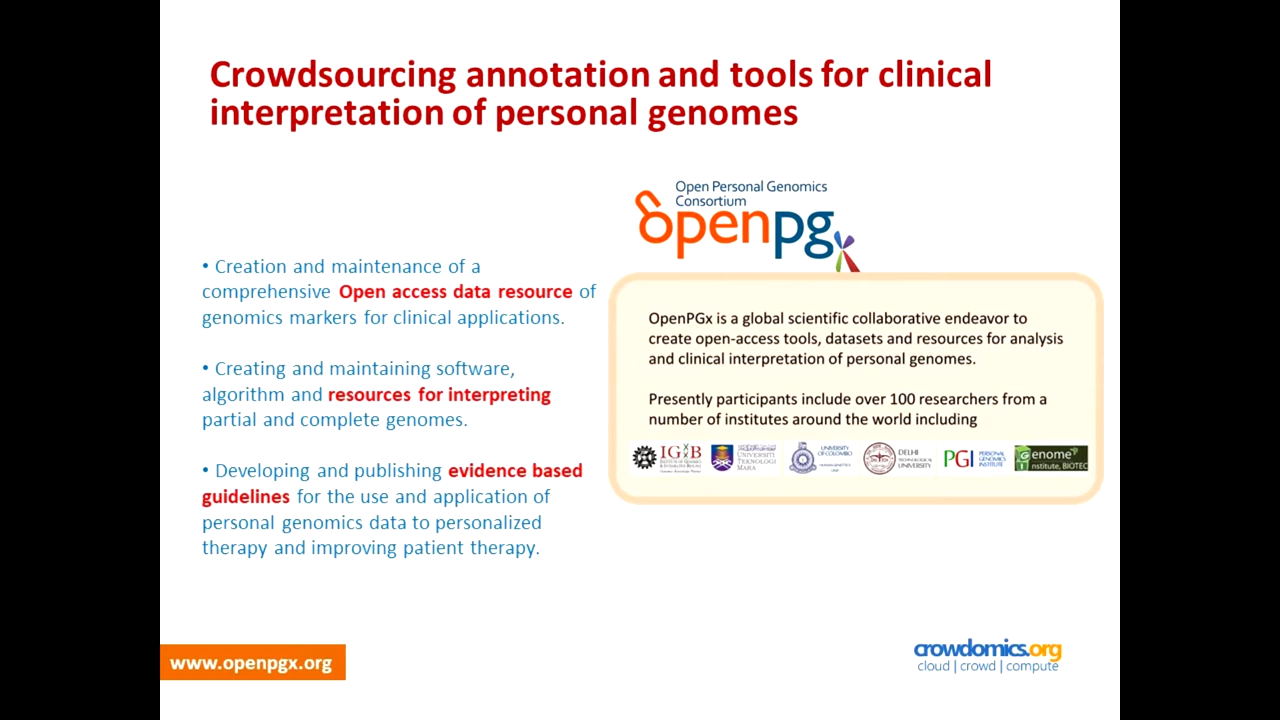 Crowdsourcing annotation and tools for clinical
interpretation of personal genomes
Open Personal Genomics
Consortium
openpgx
• Creation and maintenance of a
comprehensive Open access data resource of
genomics markers for clinical applications.
• Creating and maintaining software,
algorithm and resources for interpreting
partial and complete genomes.
• Developing and publishing evidence based
guidelines for the use and application of
personal genomics data to personalized
therapy and improving patient therapy.
OpenPGx is a global scientific collaborative endeavor to
create open-access tools, datasets and resources for analysis
and clinical interpretation of personal genomes.
Presently participants include over 100 researchers from a
number of institutes around the world including
IGIB
UNIVERSITI
TEKNOLOGI
MARA
UNIVERSITY
OF COLOMBO
HUMAN GENETICS
UNIT
DELHI
TECHNOLOGICAL
UNIVERSITY
PGI PERSONAL
GENOMICS
INSTITUTE
Genome
Institute, BIOTEC
www.openpgx.org
crowdomics.org
cloud | crowd | compute